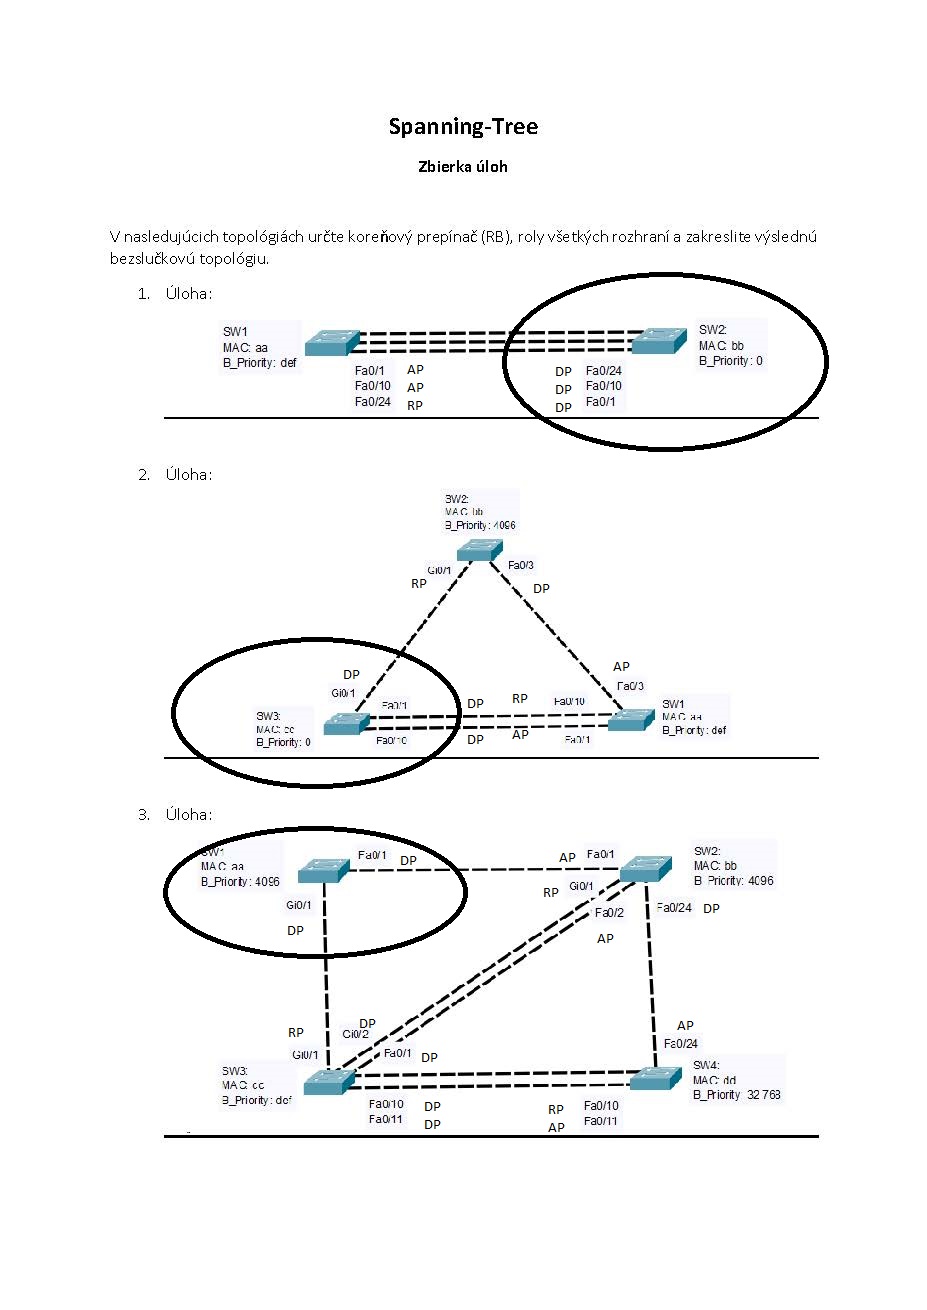 Spanning-Tree
Zbierka úloh
V nasledujúcich topológiách určte koreňový prepínač (RB), roly všetkých rozhraní a zakreslite výslednú
bezslučkovú topológiu.
1. Úloha:
SW1
MAC: aa
B_Priority: def
SW2:
MAC: bb
B_Priority: 0
Fa0/1 AP
Fa0/10 AP
Fa0/24 RP
DP Fa0/24
DP Fa0/10
DP Fa0/1
2. Úloha:
SW2:
MAC: bb
B_Priority: 4096
Gi0/1
Fa0/3
RP
DP
DP
AP
Gi0/1
Fa0/3
Fa0/1
DP
RP
Fa0/10
SW3:
MAC: cc
B_Priority: 0
SW1
MAC: aa
B_Priority: def
Fa0/10
DP
AP
Fa0/1
3. Úloha:
SW1
MAC: aa
B_Priority: 4096
Fa0/1
DP
AP
Fa0/1
SW2:
MAC: bb
B_Priority: 4096
RP
Gi0/1
Gi0/1
Fa0/2
Fa0/24
DP
DP
AP
DP
AP
RP
Gi0/2
Fa0/24
Gi0/1
Fa0/1
DP
SW3:
MAC: cc
B_Priority: def
SW4:
MAC: dd
B_Priority: 32768
Fa0/10 DP
Fa0/11 DP
RP Fa0/10
AP Fa0/11